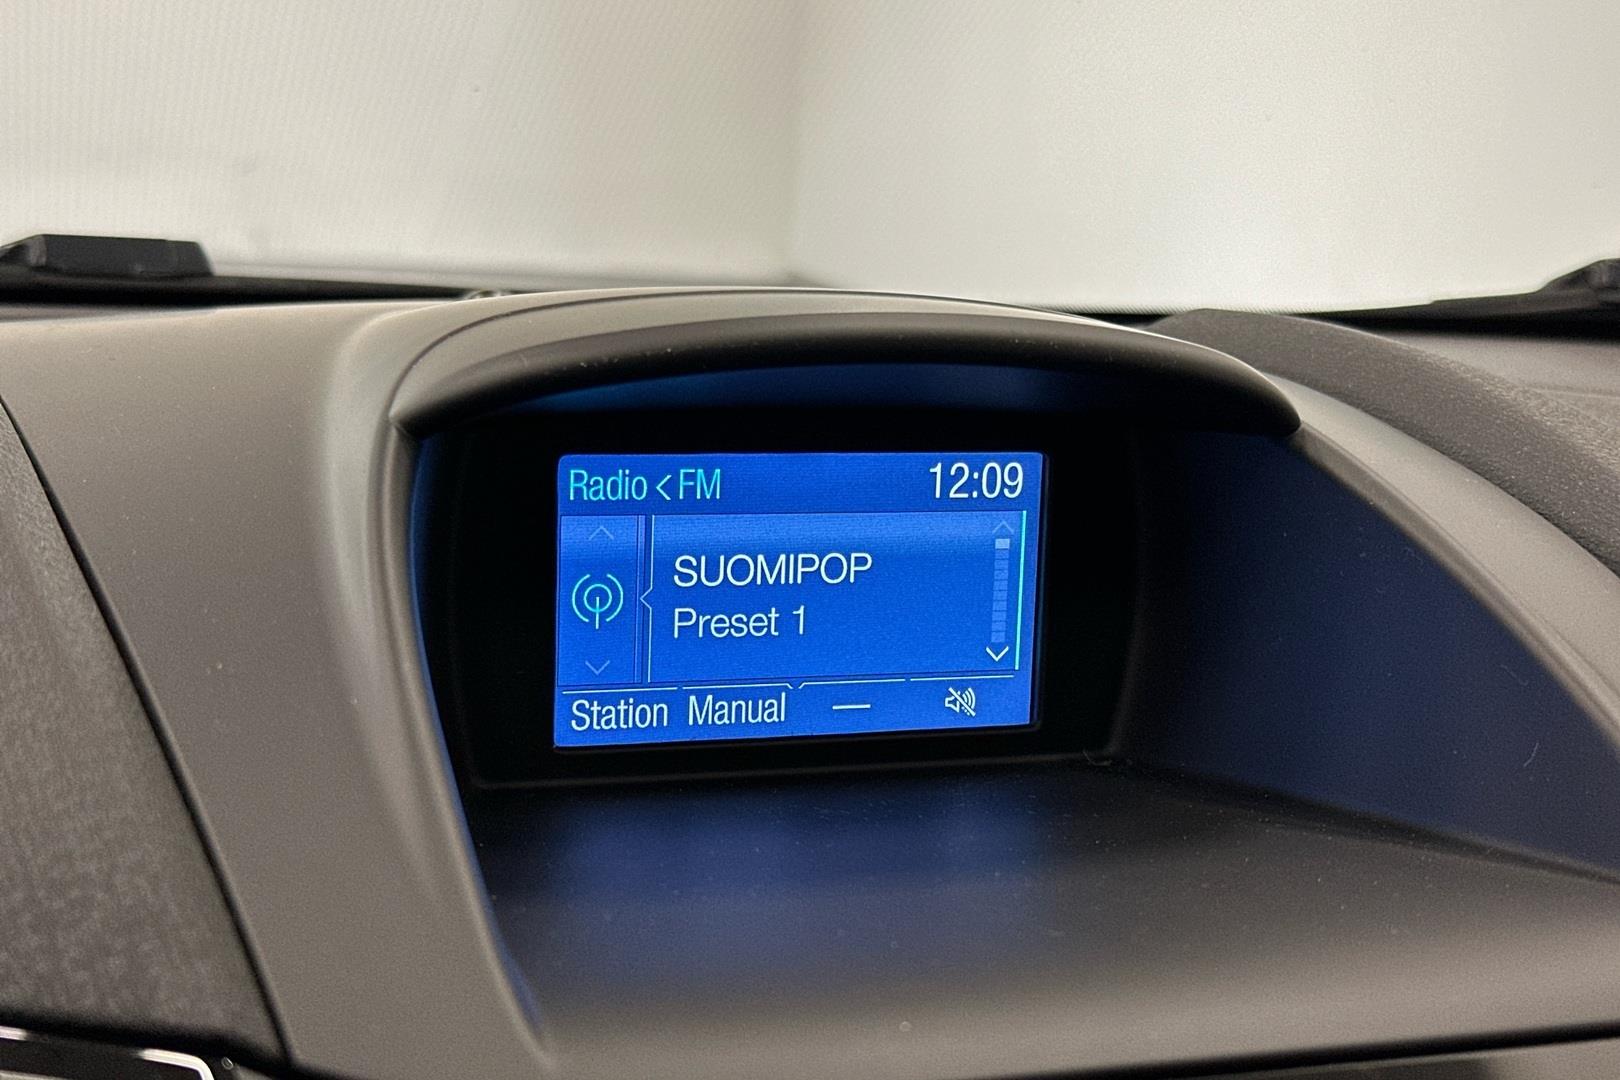 Radio < FM 12:09
SUOMIPOP
Preset 1
Station Manual —